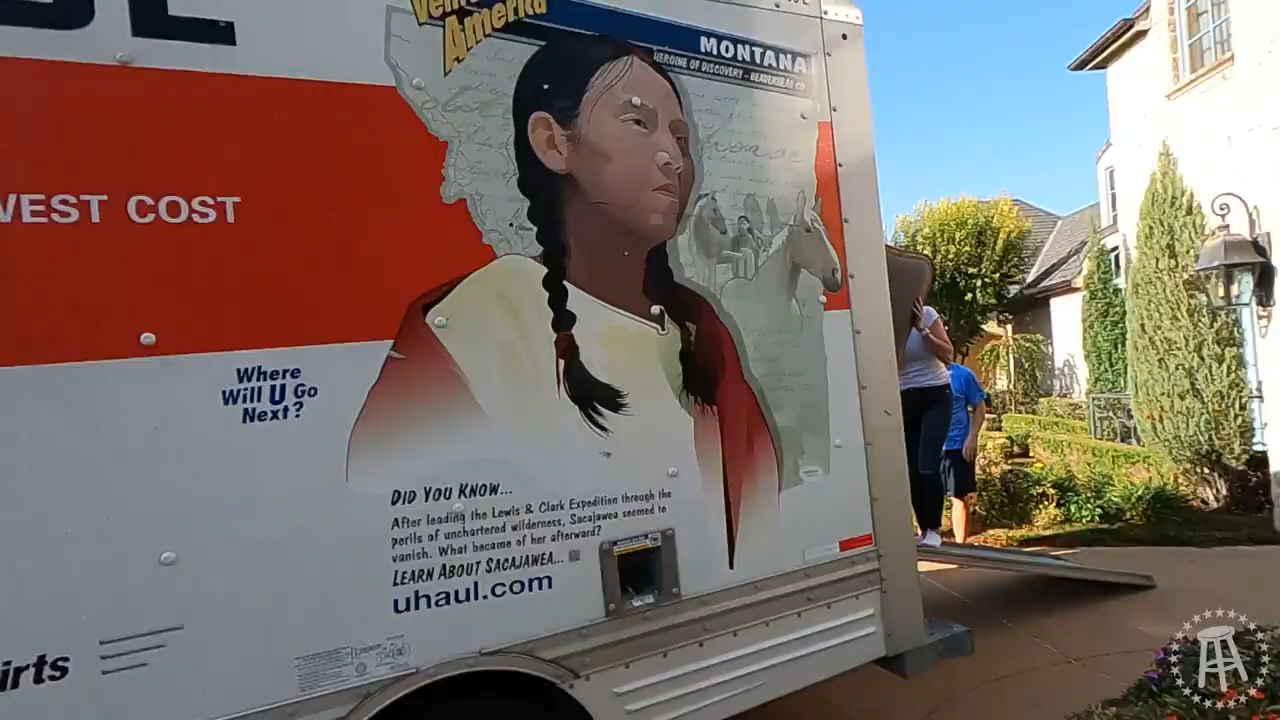 America
MONTANA
HEROINE OF DISCOVERY - BEAVERHEAD CO
WEST COST
Where
Will U Go
Next?
DID YOU KNOW...
After leading the Lewis & Clark Expedition through the
perils of unchartered wilderness, Sacajawea seemed to
vanish. What became of her afterward?
LEARN ABOUT SACAJAWEA...
uhaul.com
irts